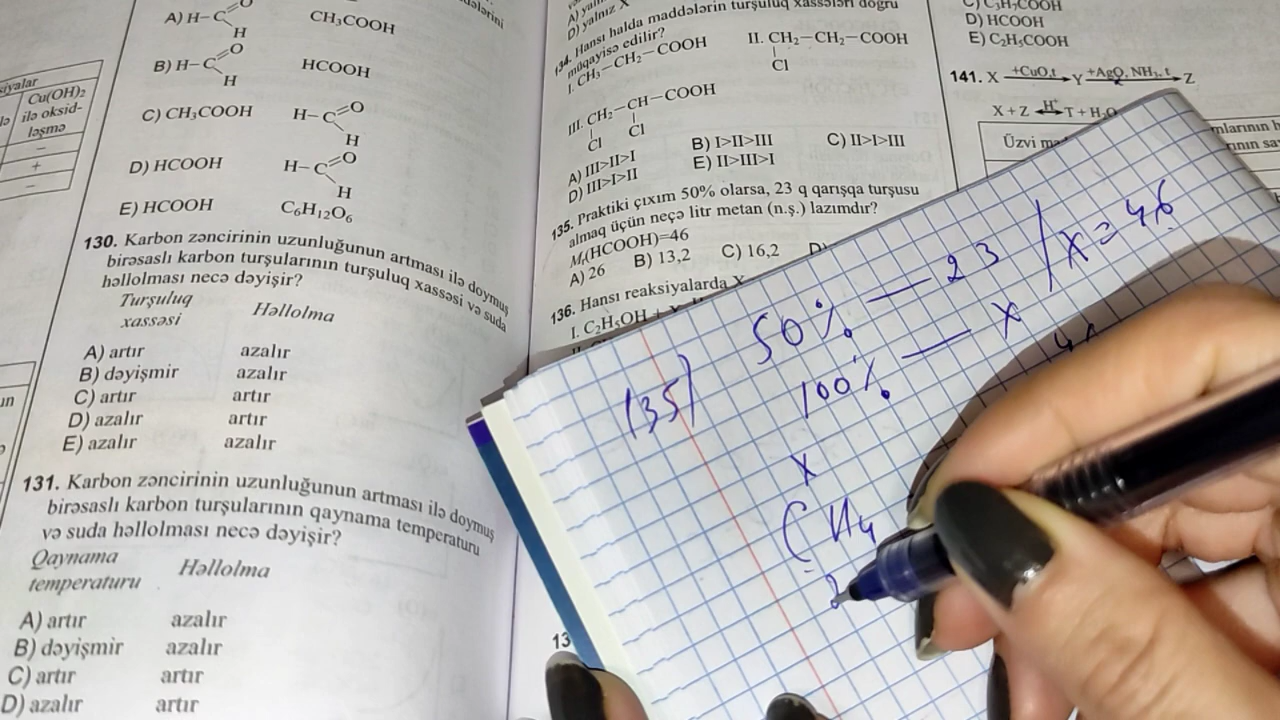 siyalar
Cu(OH)₂
ilə oksid-
ləşmə
–
+
–
A) H–C=O
H
CH₃COOH
B) H–C=O
H
HCOOH
C) CH₃COOH
H–C=O
H
D) HCOOH
H–C=O
H
E) HCOOH
C₆H₁₂O₆
130. Karbon zəncirinin uzunluğunun artması ilə doymuş
birəsaslı karbon turşularının turşuluq xassəsi və suda
həllolması necə dəyişir?
Turşuluq
xassəsi
Həllolma
A) artır azalır
B) dəyişmir azalır
C) artır artır
D) azalır artır
E) azalır azalır
131. Karbon zəncirinin uzunluğunun artması ilə doymuş
birəsaslı karbon turşularının qaynama temperaturu
və suda həllolması necə dəyişir?
Qaynama
temperaturu
Həllolma
A) artır azalır
B) dəyişmir azalır
C) artır artır
D) azalır artır
D) yalnız X
134. Hansı halda maddələrin turşuluq xassələri doğru
müqayisə edilir?
I. CH₃–CH₂–COOH
II. CH₂–CH₂–COOH
Cl
III. CH₂–CH–COOH
Cl Cl
A) III>II>I B) I>II>III C) II>I>III
D) III>I>II E) II>III>I
135. Praktiki çıxım 50% olarsa, 23 q qarışqa turşusu
almaq üçün neçə litr metan (n.ş.) lazımdır?
Mᵣ(HCOOH)=46
A) 26 B) 13,2 C) 16,2
136. Hansı reaksiyalarda X
I. C₂H₅OH +
13
C) C₃H₇COOH
D) HCOOH
E) C₂H₅COOH
141. X +CuO,t → Y +AgO, NH₃, t → Z
X + Z H⁺ ⇄ T + H₂O
Üzvi
135) 50% — 23 / x = 46
100% — x
x
CH₄